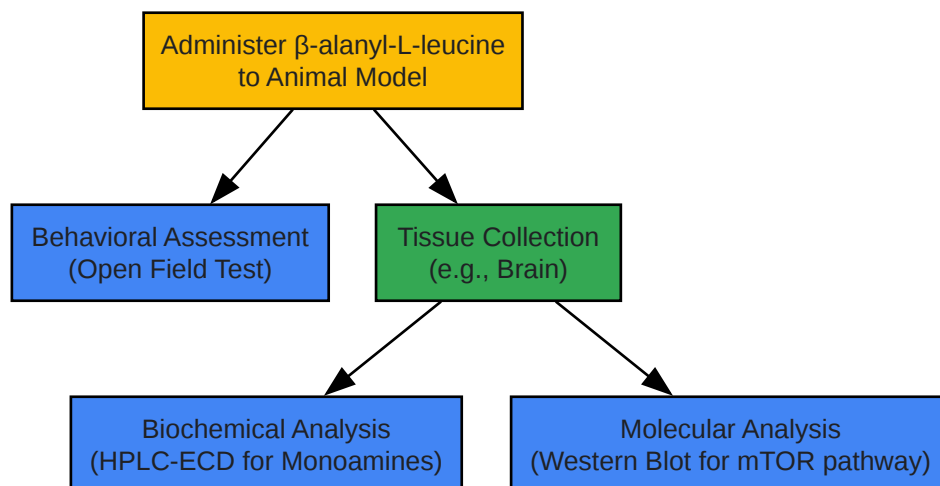 Administer β-alanyl-L-leucine
to Animal Model
Behavioral Assessment
(Open Field Test)
Tissue Collection
(e.g., Brain)
Biochemical Analysis
(HPLC-ECD for Monoamines)
Molecular Analysis
(Western Blot for mTOR pathway)